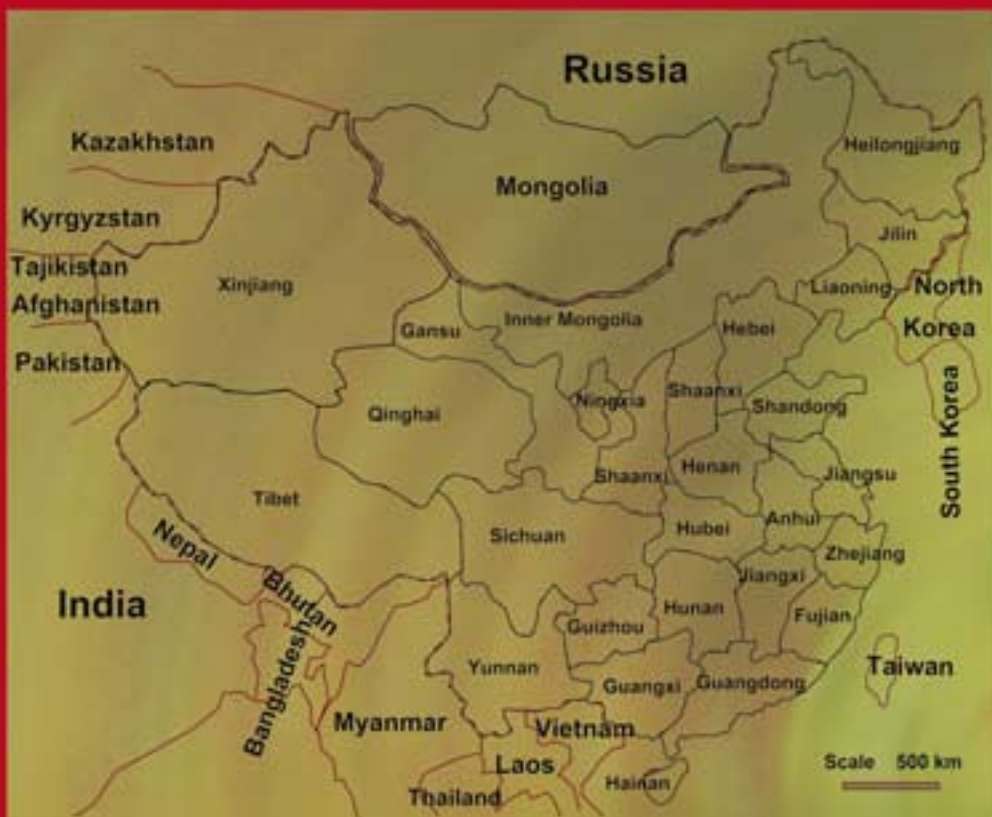 Russia
Kazakhstan
Heilongjiang
Mongolia
Kyrgyzstan
Jilin
Tajikistan
Xinjiang
Liaoning
North
Korea
Afghanistan
Gansu
Inner Mongolia
Hebei
Pakistan
Qinghai
Ningxia
Shaanxi
Shandong
South Korea
Shaanxi
Henan
Jiangsu
Tibet
Sichuan
Hubei
Anhui
Nepal
Zhejiang
Jiangxi
India
Bhutan
Hunan
Fujian
Guizhou
Bangladesh
Yunnan
Guangxi
Guangdong
Taiwan
Myanmar
Vietnam
Laos
Scale 500 km
Hainan
Thailand